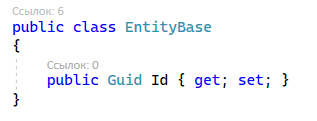 Ссылок: 6
public class EntityBase
{
Ссылок: 0
public Guid Id { get; set; }
}